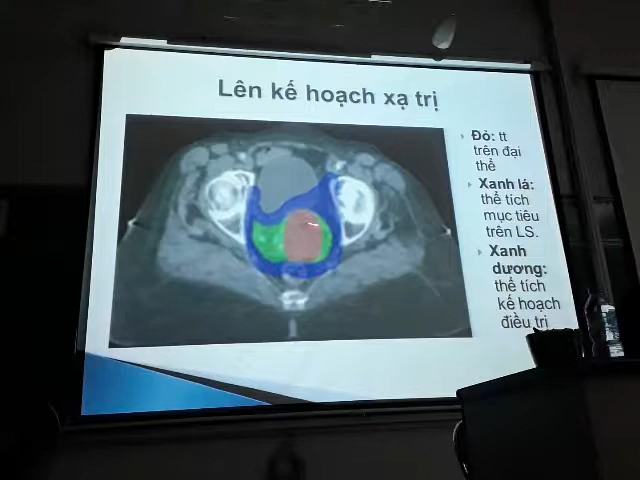 Lên kế hoạch xạ trị
Đỏ: tt
trên đại
thể
Xanh lá:
thể tích
mục tiêu
trên LS.
Xanh
dương:
thể tích
kế hoạch
điều trị